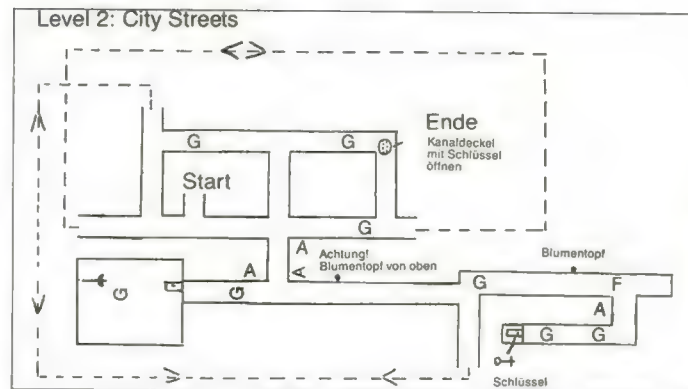 Level 2: City Streets
Ende
Kanaldeckel
mit Schlüssel
öffnen
G
G
Start
G
A
Achtung!
Blumentopf von oben
A
A
Blumentopf
G
G
G
F
A
G
G
Schlüssel